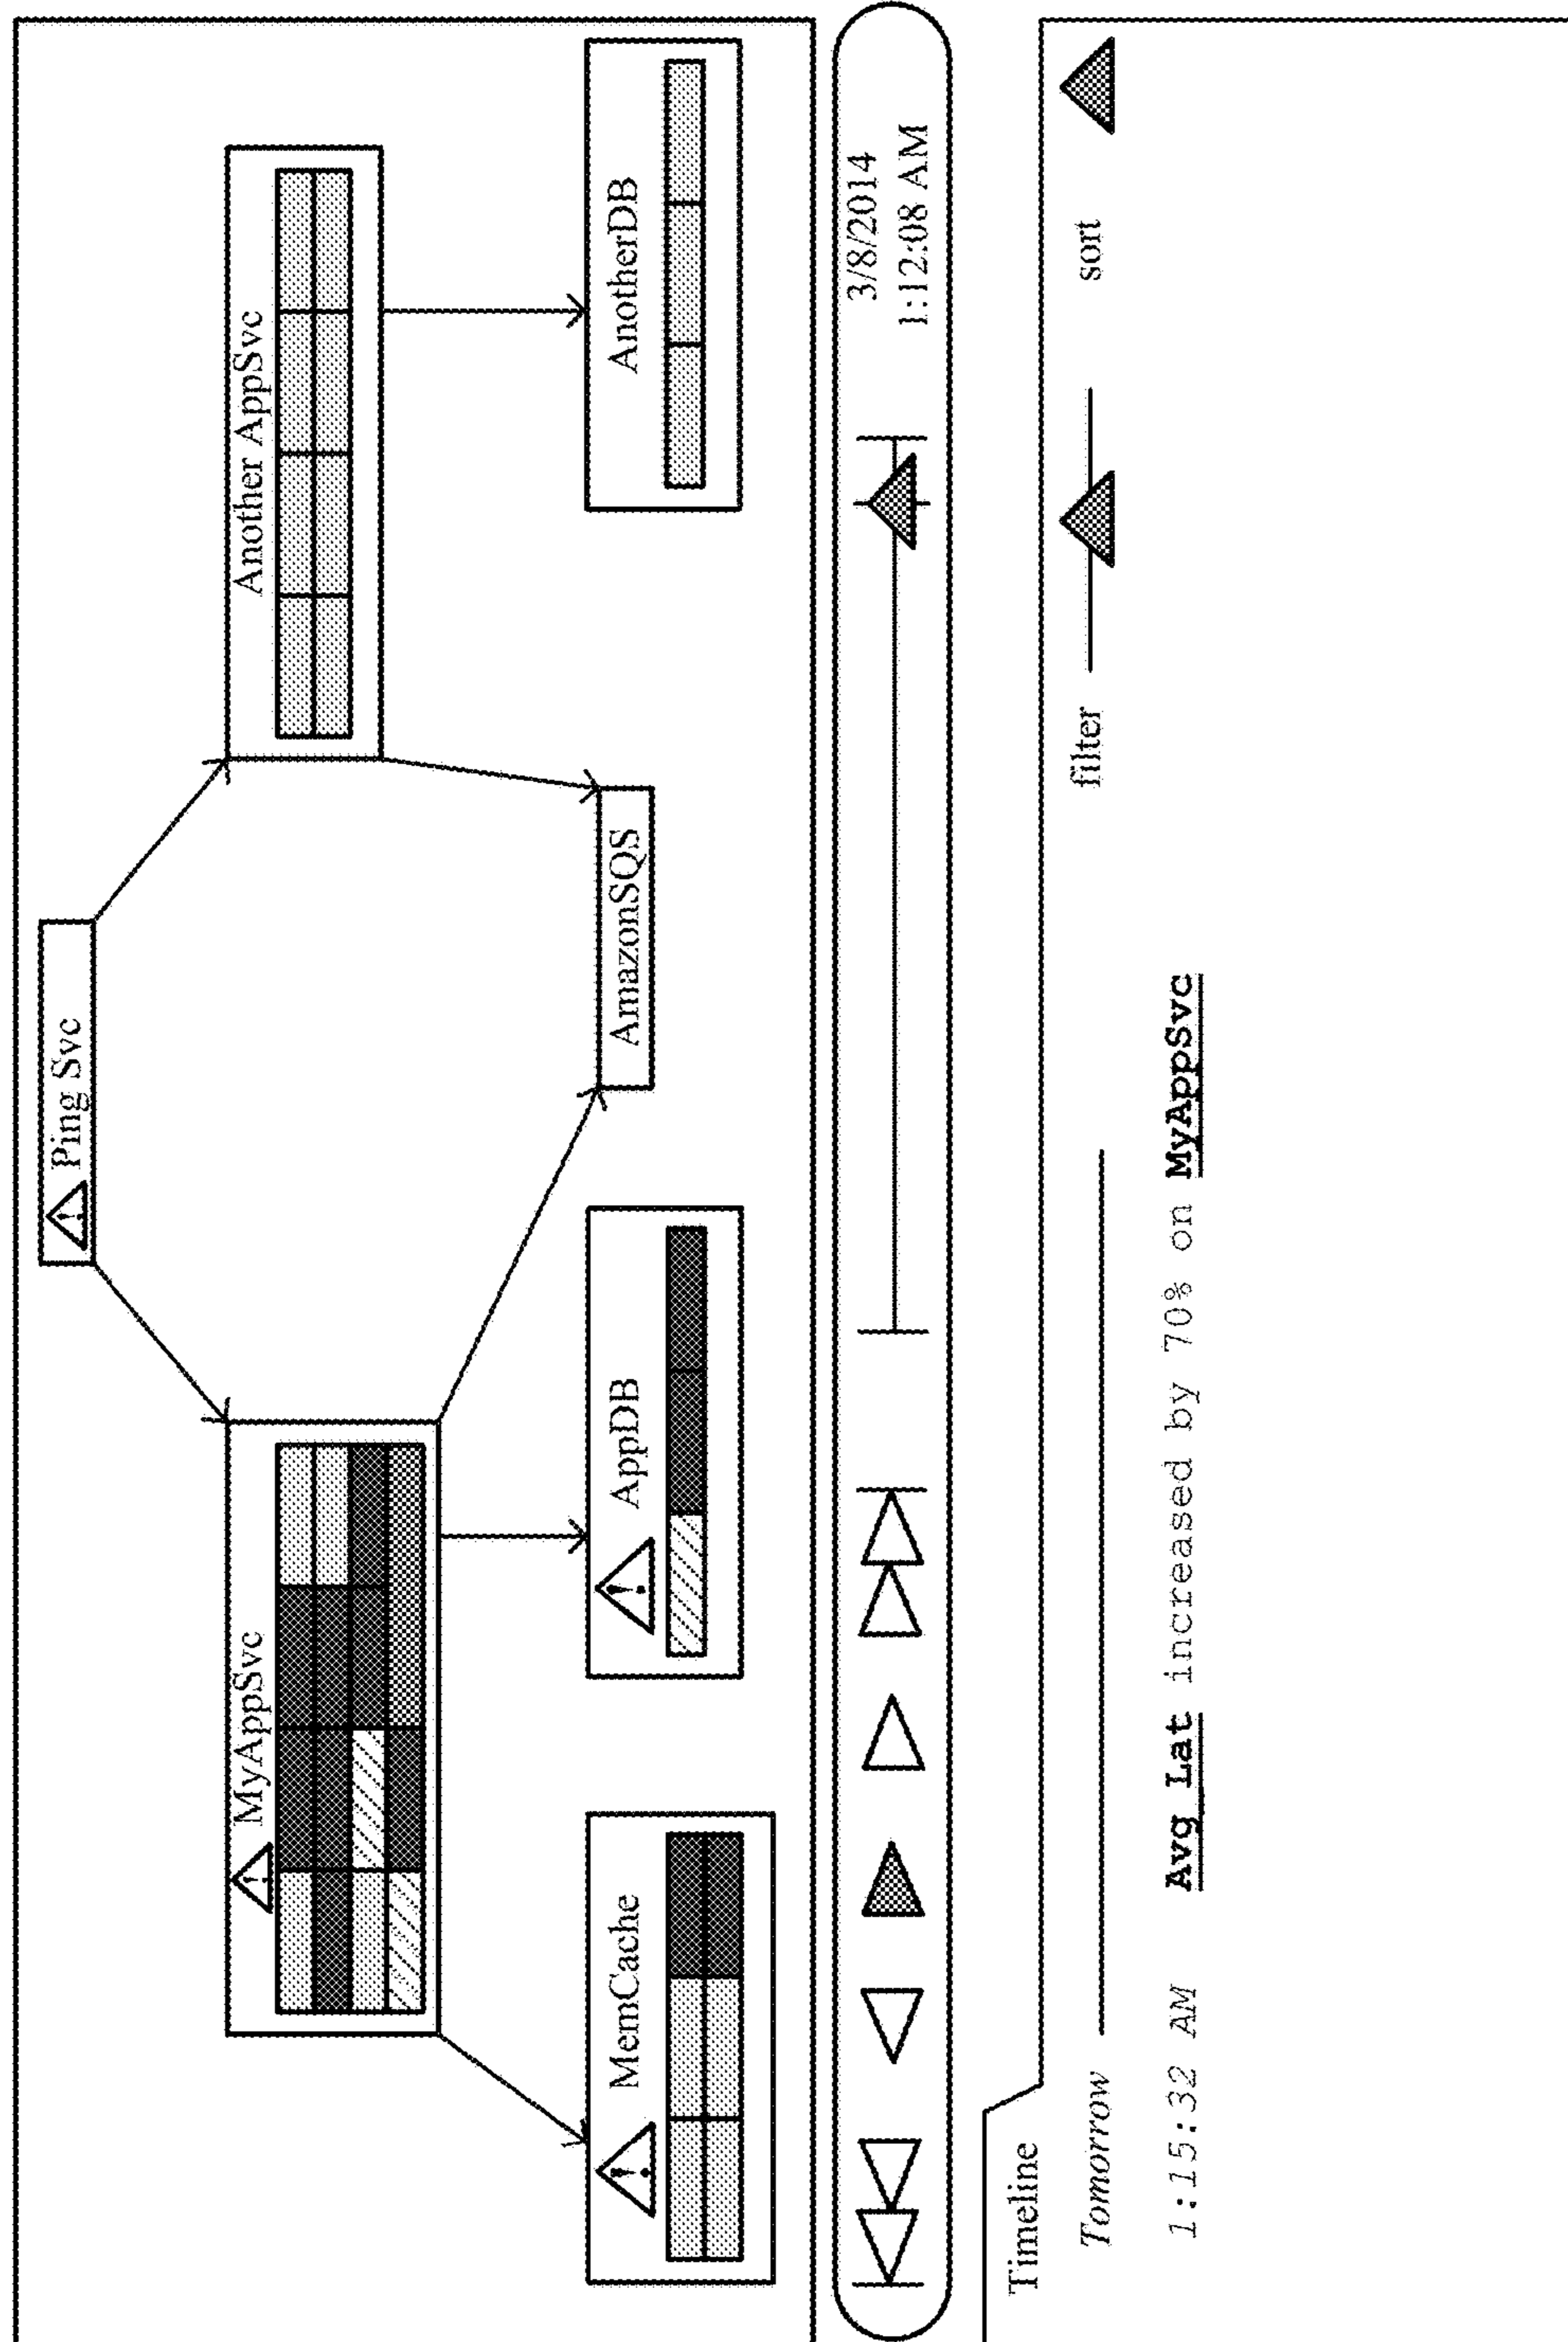 Ping Svc
MyAppSvc
Another AppSvc
MemCache
AppDB
AmazonSQS
AnotherDB
3/8/2014
1:12:08 AM
Timeline
Tomorrow
filter
sort
1:15:32 AM Avg Lat increased by 70% on MyAppSvc